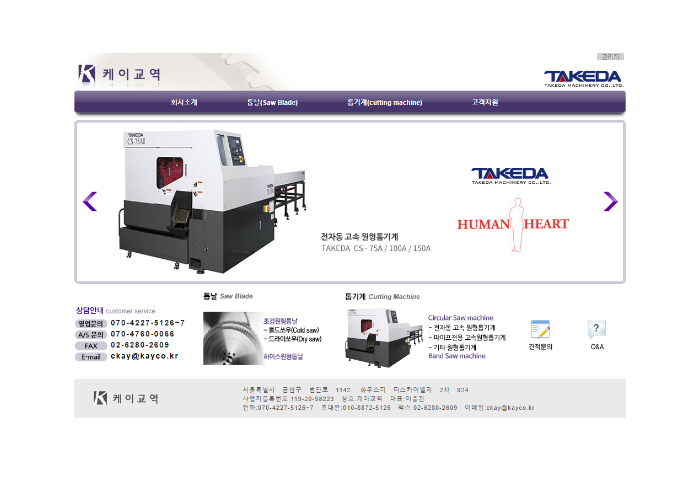 관리자
케이교역
TAKEDA
TAKEDA MACHINERY CO.,LTD.
회사소개 톱날(Saw Blade) 톱기계(cutting machine) 고객지원
TAKEDA
CS-75AII
TAKEDA
TAKEDA MACHINERY CO.,LTD.
HUMAN HEART
전자동 고속 원형톱기계
TAKEDA CS - 75A / 100A / 150A
상담안내 customer service
영업문의 070-4227-5126~7
A/S 문의 070-4760-0066
FAX 02-6280-2609
E-mail ckay@kayco.kr
톱날 Saw Blade
초경원형톱날
- 콜드쏘우(Cold saw)
- 드라이쏘우(Dry saw)
하이스원형톱날
톱기계 Cutting Machine
Circular Saw machine
- 전자동 고속 원형톱기계
- 파이프전용 고속원형톱기계
- 기타 원형톱기계
Band Saw machinery
견적문의
Q&A
케이교역
서울특별시 금천구 범안로 1142, 하우스디 더스카이밸리 2차 924
사업자등록번호:119-20-98223 상호:케이교역 대표:이종관
전화:070-4227-5126~7 휴대폰:010-8872-5126 팩스:02-6280-2609 이메일:ckay@kayco.kr